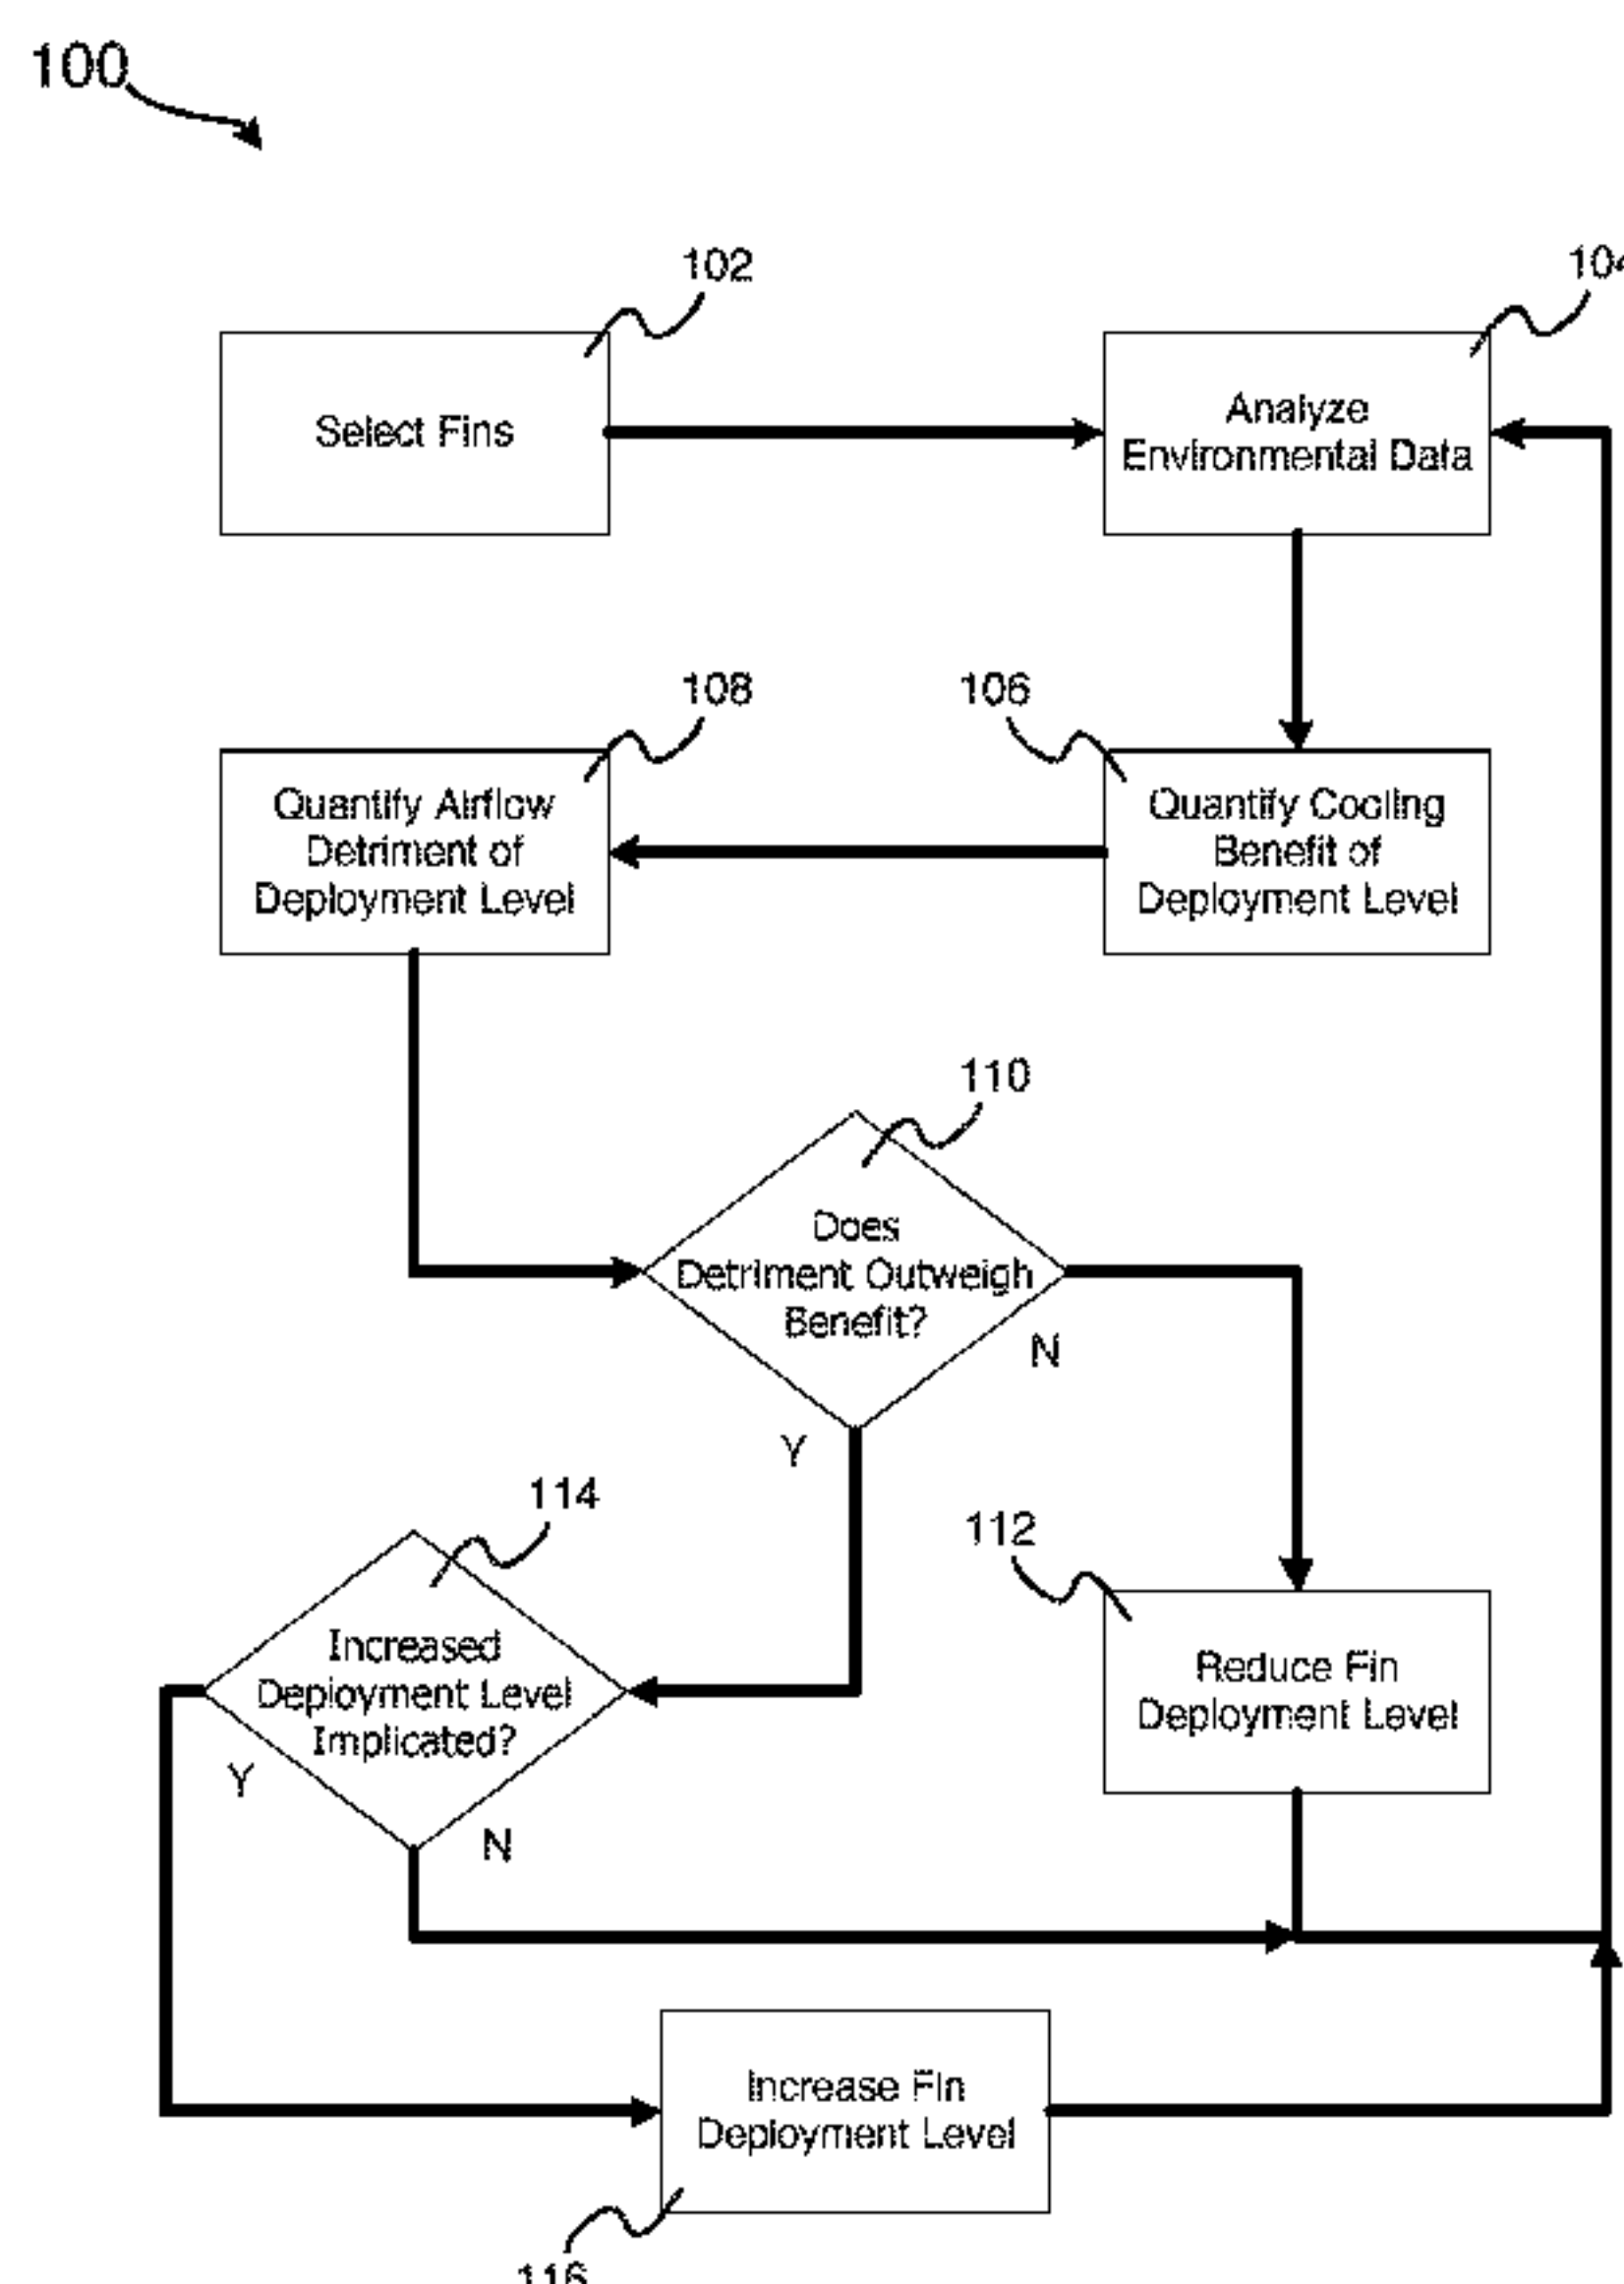 100
102
104
Select Fins
Analyze
Environmental Data
108
106
Quantify Airflow
Detriment of
Deployment Level
Quantify Cooling
Benefit of
Deployment Level
110
Does
Detriment Outweigh
Benefit?
N
Y
114
112
Increased
Deployment Level
Implicated?
Reduce Fin
Deployment Level
Y
N
Increase Fin
Deployment Level
116